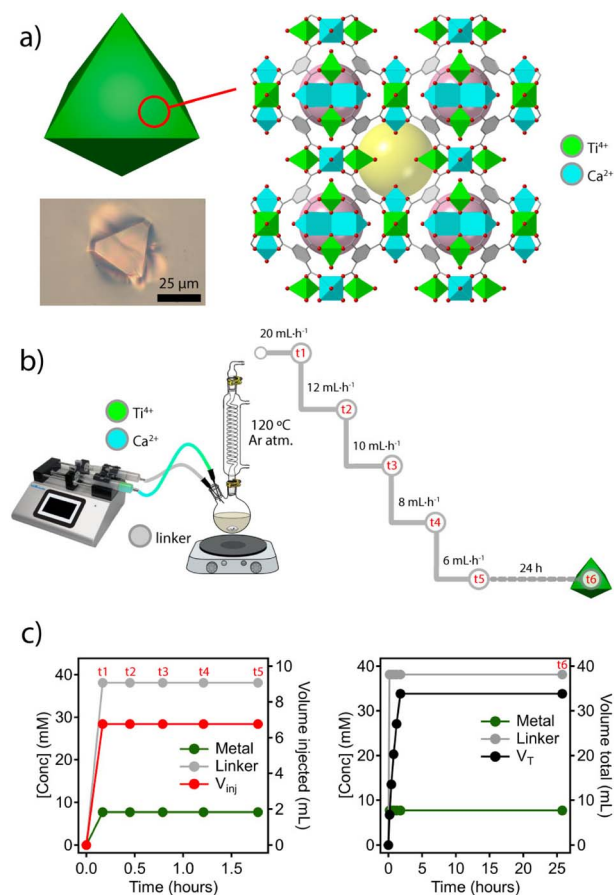 a)
Ti⁴⁺
Ca²⁺
25 µm
b)
20 mL·h⁻¹
t1
12 mL·h⁻¹
t2
10 mL·h⁻¹
t3
8 mL·h⁻¹
t4
6 mL·h⁻¹
t5
24 h
t6
Ti⁴⁺
Ca²⁺
120 ºC
Ar atm.
linker
c)
t1 t2 t3 t4 t5
40
30
20
10
0
[Conc] (mM)
Metal
Linker
V_inj
10
8
6
4
2
0
Volume injected (mL)
0.0 0.5 1.0 1.5
Time (hours)
t6
40
30
20
10
0
[Conc] (mM)
Metal
Linker
V_T
40
30
20
10
0
Volume total (mL)
0 5 10 15 20 25
Time (hours)